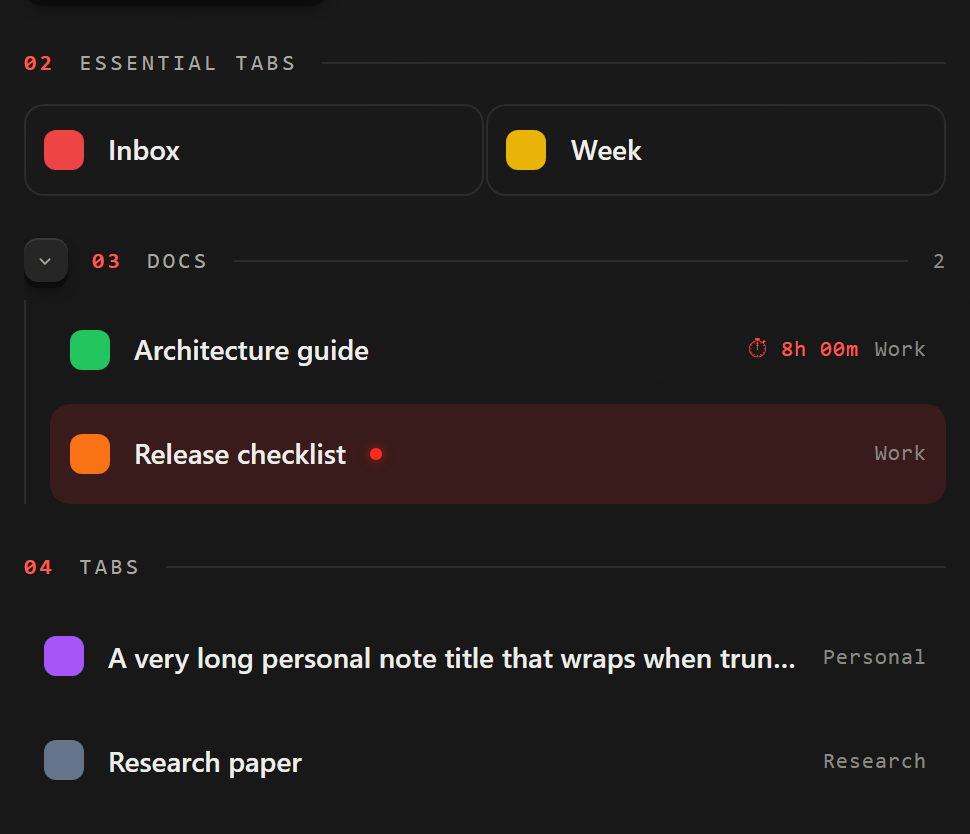 02 ESSENTIAL TABS
Inbox
Week
03 DOCS 2
Architecture guide ⏱ 8h 00m Work
Release checklist Work
04 TABS
A very long personal note title that wraps when trun... Personal
Research paper Research